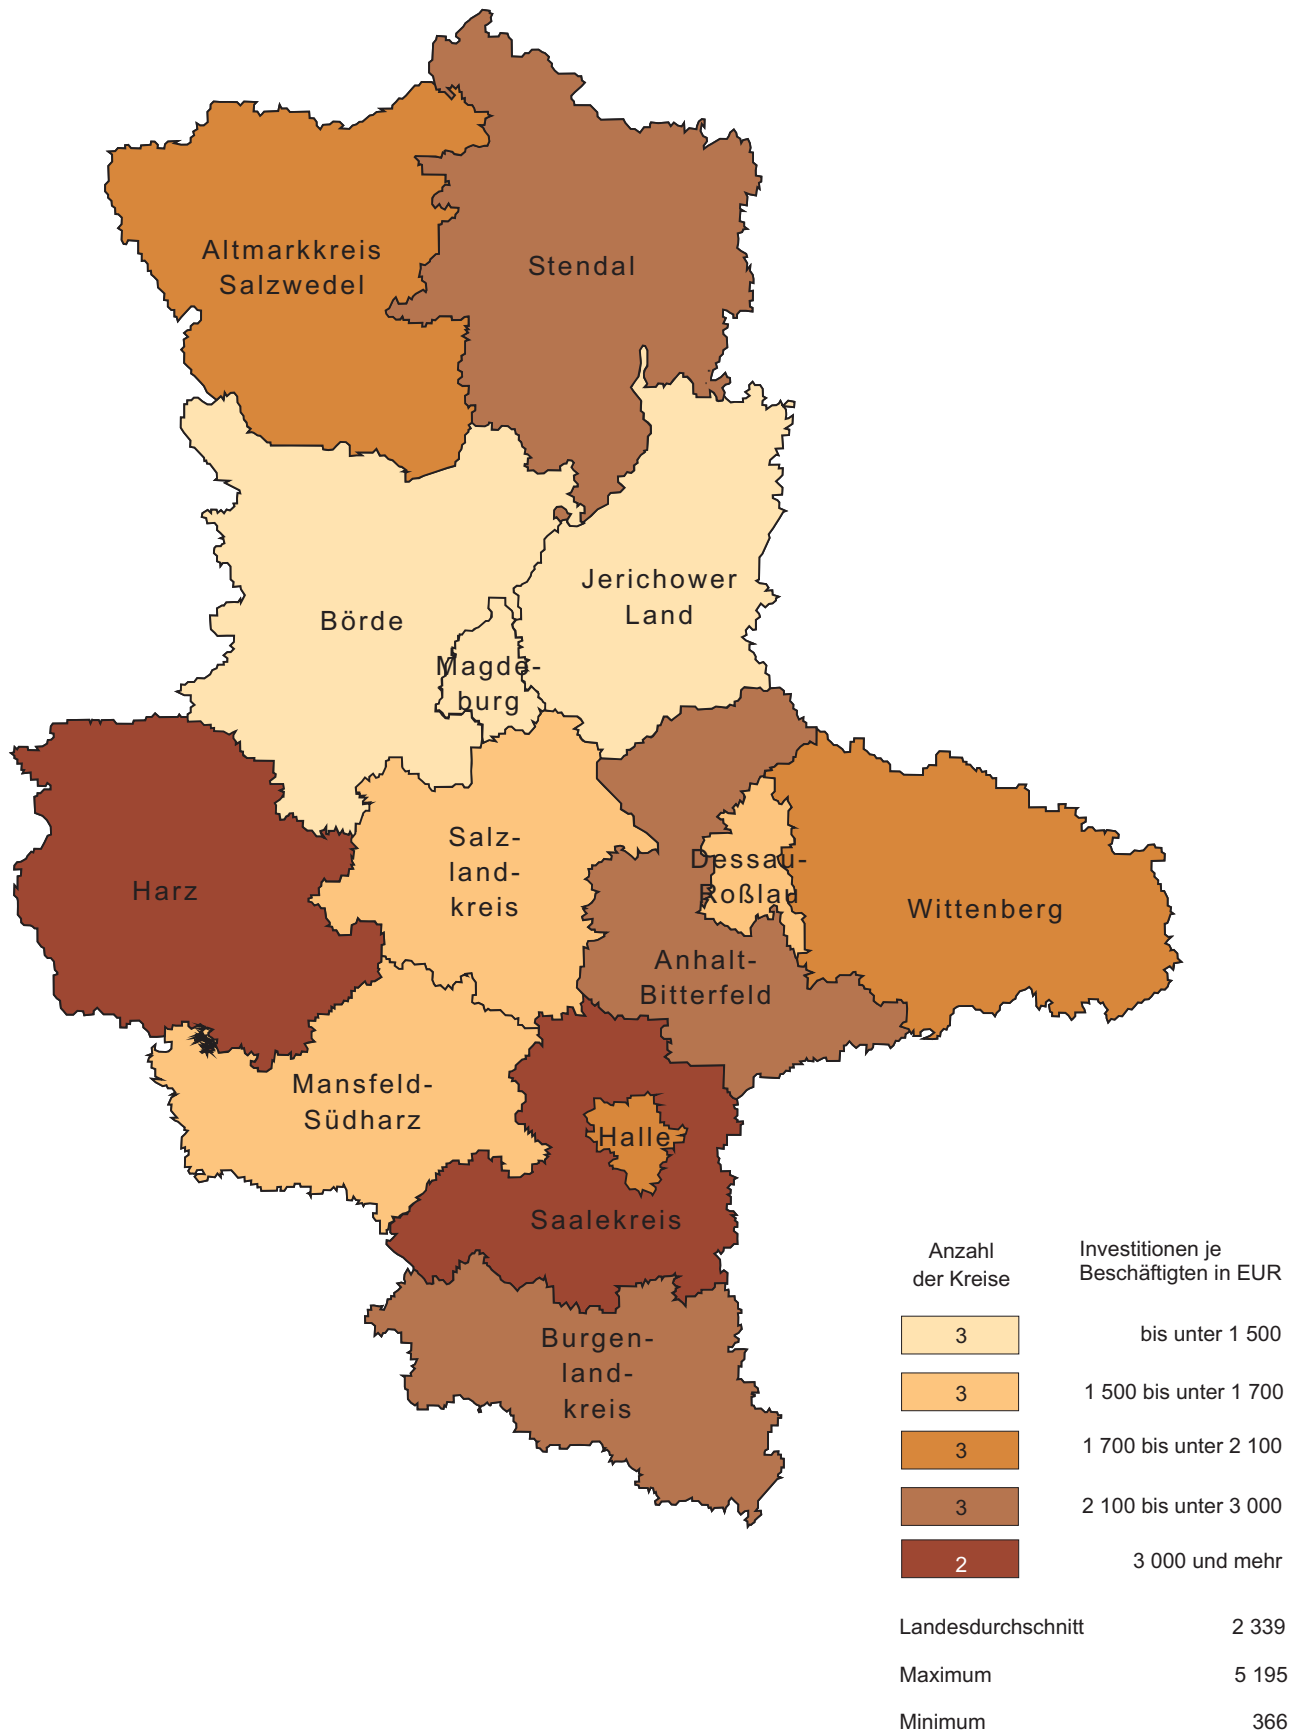 Altmarkkreis
Salzwedel
Stendal
Jerichower
Land
Börde
Magde-
burg
Salz-
land-
kreis
Harz
Dessau-
Roßlau
Wittenberg
Anhalt-
Bitterfeld
Mansfeld-
Südharz
Halle
Saalekreis
Burgen-
land-
kreis
Anzahl
der Kreise
Investitionen je
Beschäftigten in EUR
3 bis unter 1 500
3 1 500 bis unter 1 700
3 1 700 bis unter 2 100
3 2 100 bis unter 3 000
2 3 000 und mehr
Landesdurchschnitt 2 339
Maximum 5 195
Minimum 366